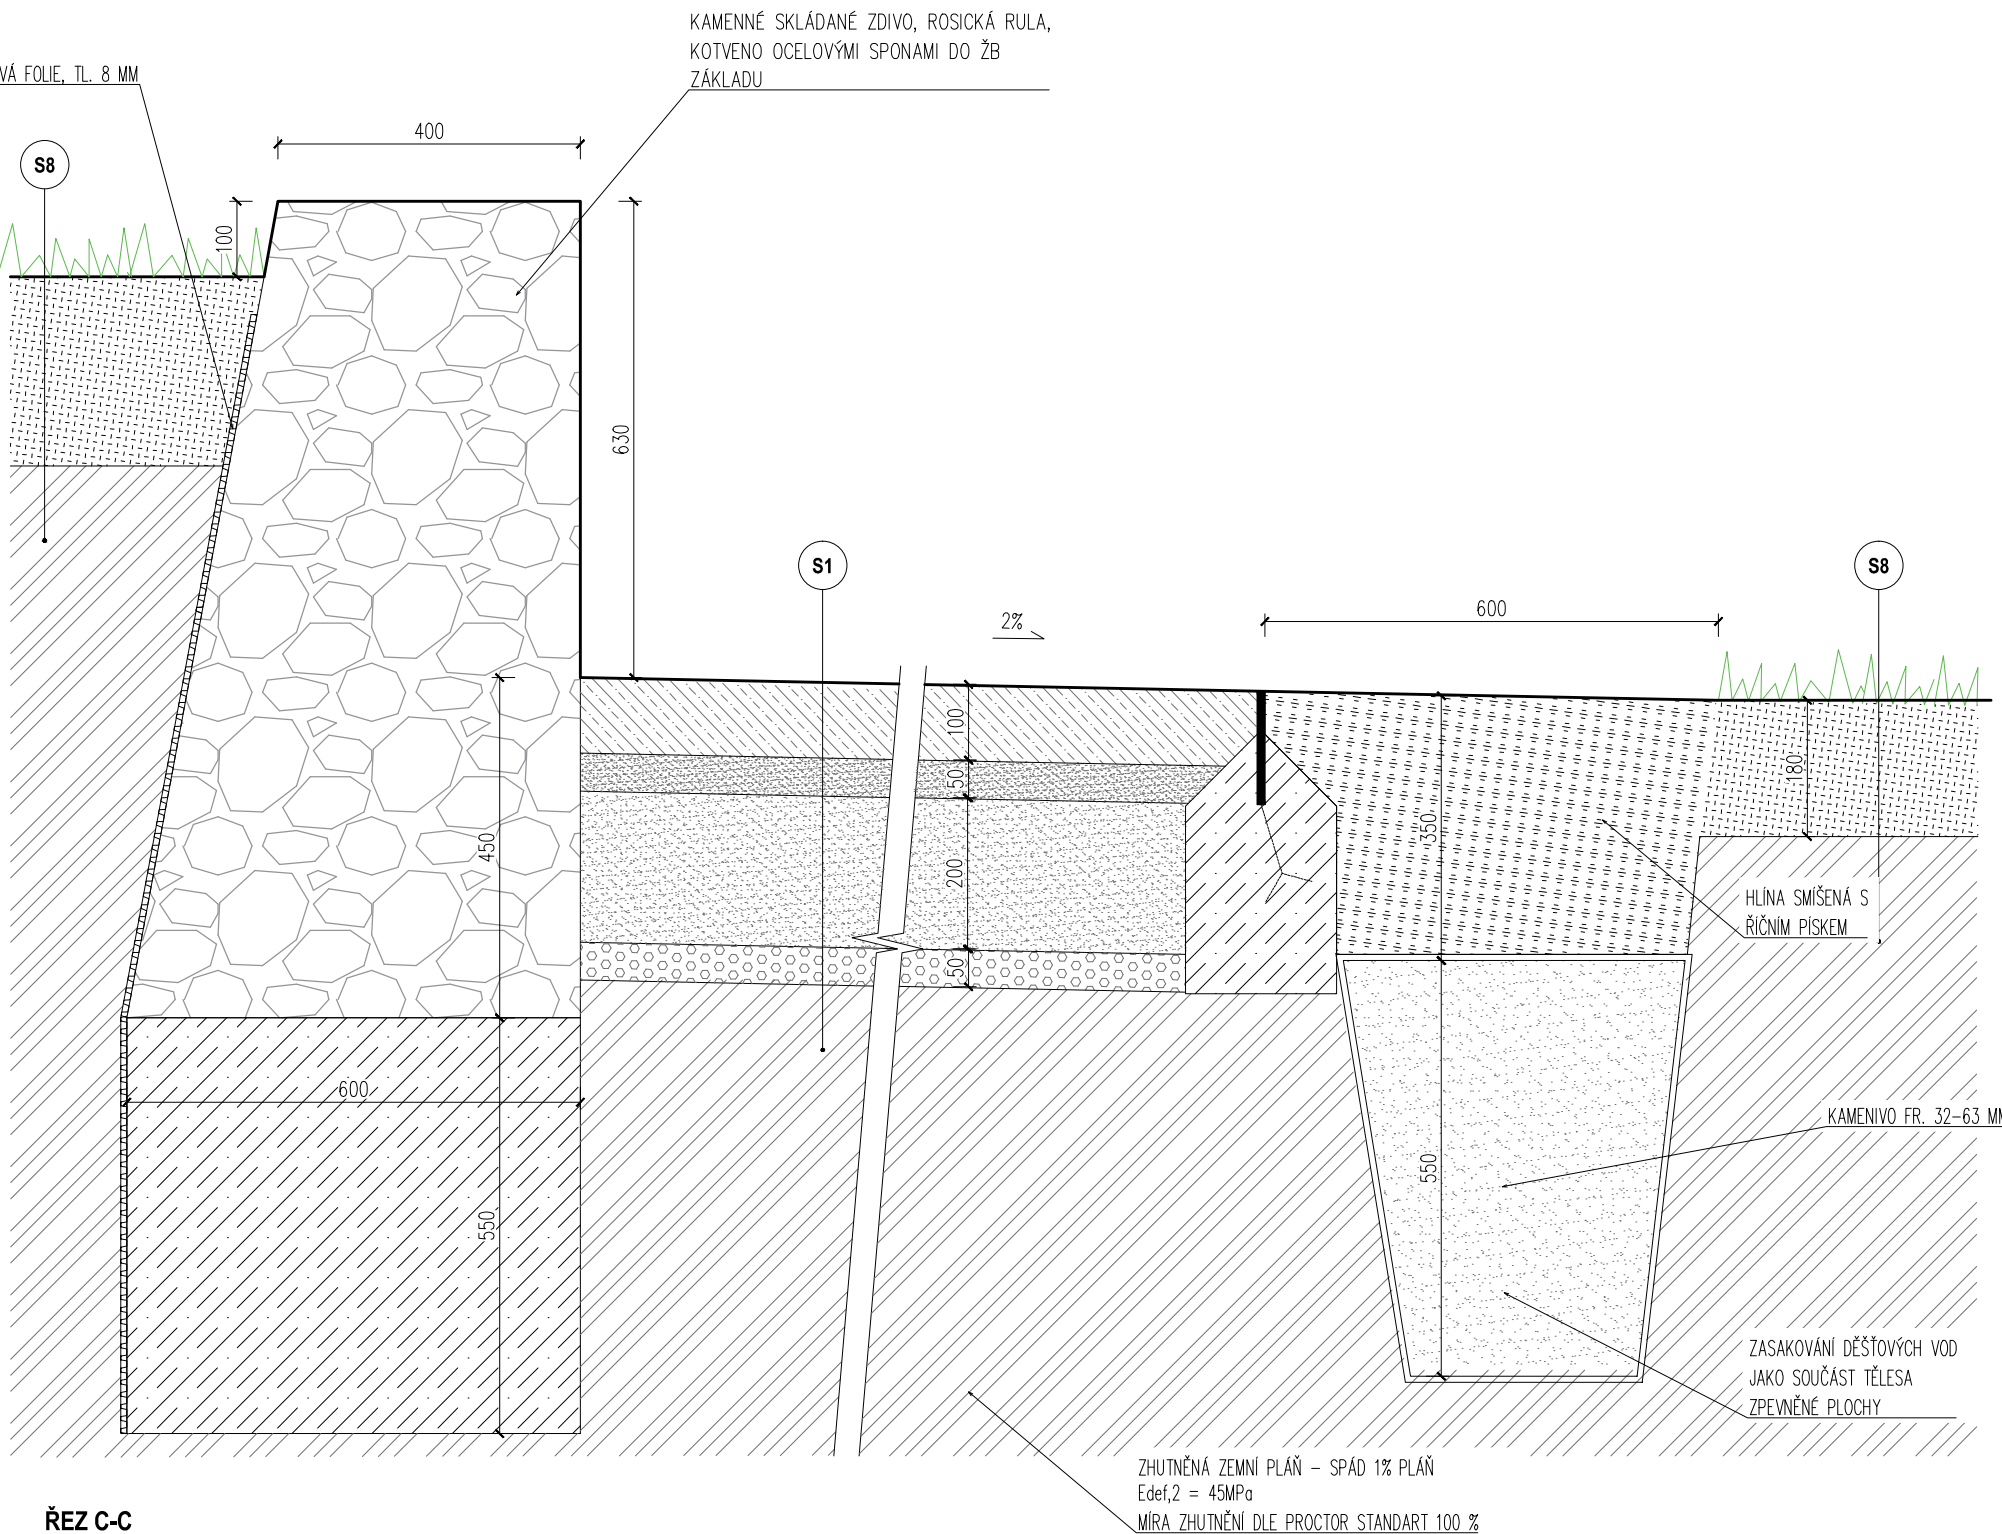 KAMENNÉ SKLÁDANÉ ZDIVO, ROSICKÁ RULA,
KOTVENO OCELOVÝMI SPONAMI DO ŽB
ZÁKLADU
VÁ FOLIE, TL. 8 MM
400
S8
100
630
S1
S8
600
2%
100
50
180
350
450
200
HLÍNA SMÍŠENÁ S
ŘÍČNÍM PÍSKEM
50
600
KAMENIVO FR. 32-63 MM
550
550
ZASAKOVÁNÍ DĚŠŤOVÝCH VOD
JAKO SOUČÁST TĚLESA
ZPEVNĚNÉ PLOCHY
ZHUTNĚNÁ ZEMNÍ PLÁŇ – SPÁD 1% PLÁŇ
Edef,2 = 45MPa
MÍRA ZHUTNĚNÍ DLE PROCTOR STANDART 100 %
ŘEZ C-C